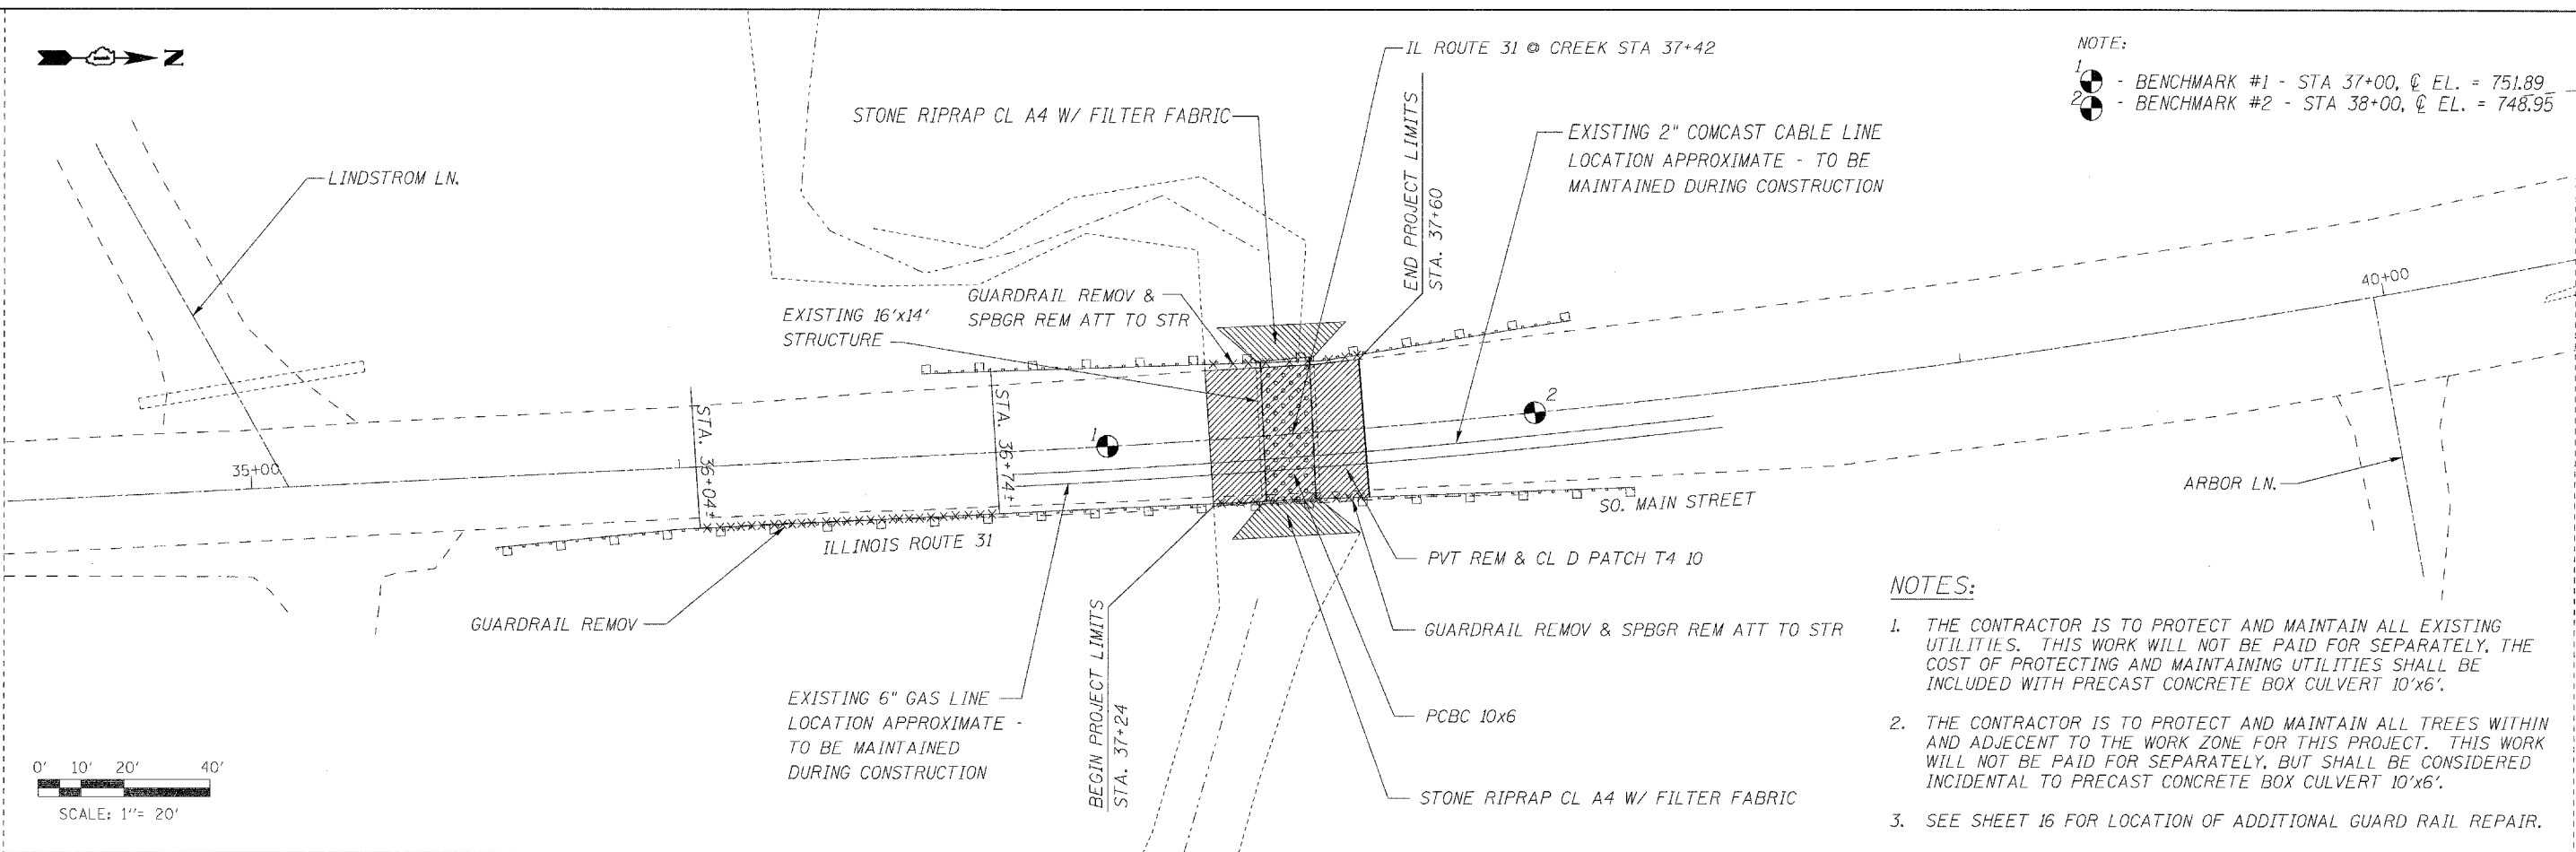 N
LINDSTROM LN.
STONE RIPRAP CL A4 W/ FILTER FABRIC
IL ROUTE 31 @ CREEK STA 37+42
END PROJECT LIMITS
STA. 37+60
EXISTING 2" COMCAST CABLE LINE
LOCATION APPROXIMATE - TO BE
MAINTAINED DURING CONSTRUCTION
NOTE:
1 - BENCHMARK #1 - STA 37+00, ℄ EL. = 751.89
2 - BENCHMARK #2 - STA 38+00, ℄ EL. = 748.95
GUARDRAIL REMOV &
SPBGR REM ATT TO STR
EXISTING 16'x14'
STRUCTURE
35+00
STA. 36+04±
STA. 36+74±
1
2
40+00
ILLINOIS ROUTE 31
SO. MAIN STREET
ARBOR LN.
GUARDRAIL REMOV
EXISTING 6" GAS LINE
LOCATION APPROXIMATE -
TO BE MAINTAINED
DURING CONSTRUCTION
BEGIN PROJECT LIMITS
STA. 37+24
PVT REM & CL D PATCH T4 10
GUARDRAIL REMOV & SPBGR REM ATT TO STR
PCBC 10x6
STONE RIPRAP CL A4 W/ FILTER FABRIC
0' 10' 20' 40'
SCALE: 1"= 20'
NOTES:
1. THE CONTRACTOR IS TO PROTECT AND MAINTAIN ALL EXISTING
UTILITIES. THIS WORK WILL NOT BE PAID FOR SEPARATELY, THE
COST OF PROTECTING AND MAINTAINING UTILITIES SHALL BE
INCLUDED WITH PRECAST CONCRETE BOX CULVERT 10'x6'.
2. THE CONTRACTOR IS TO PROTECT AND MAINTAIN ALL TREES WITHIN
AND ADJECENT TO THE WORK ZONE FOR THIS PROJECT. THIS WORK
WILL NOT BE PAID FOR SEPARATELY, BUT SHALL BE CONSIDERED
INCIDENTAL TO PRECAST CONCRETE BOX CULVERT 10'x6'.
3. SEE SHEET 16 FOR LOCATION OF ADDITIONAL GUARD RAIL REPAIR.